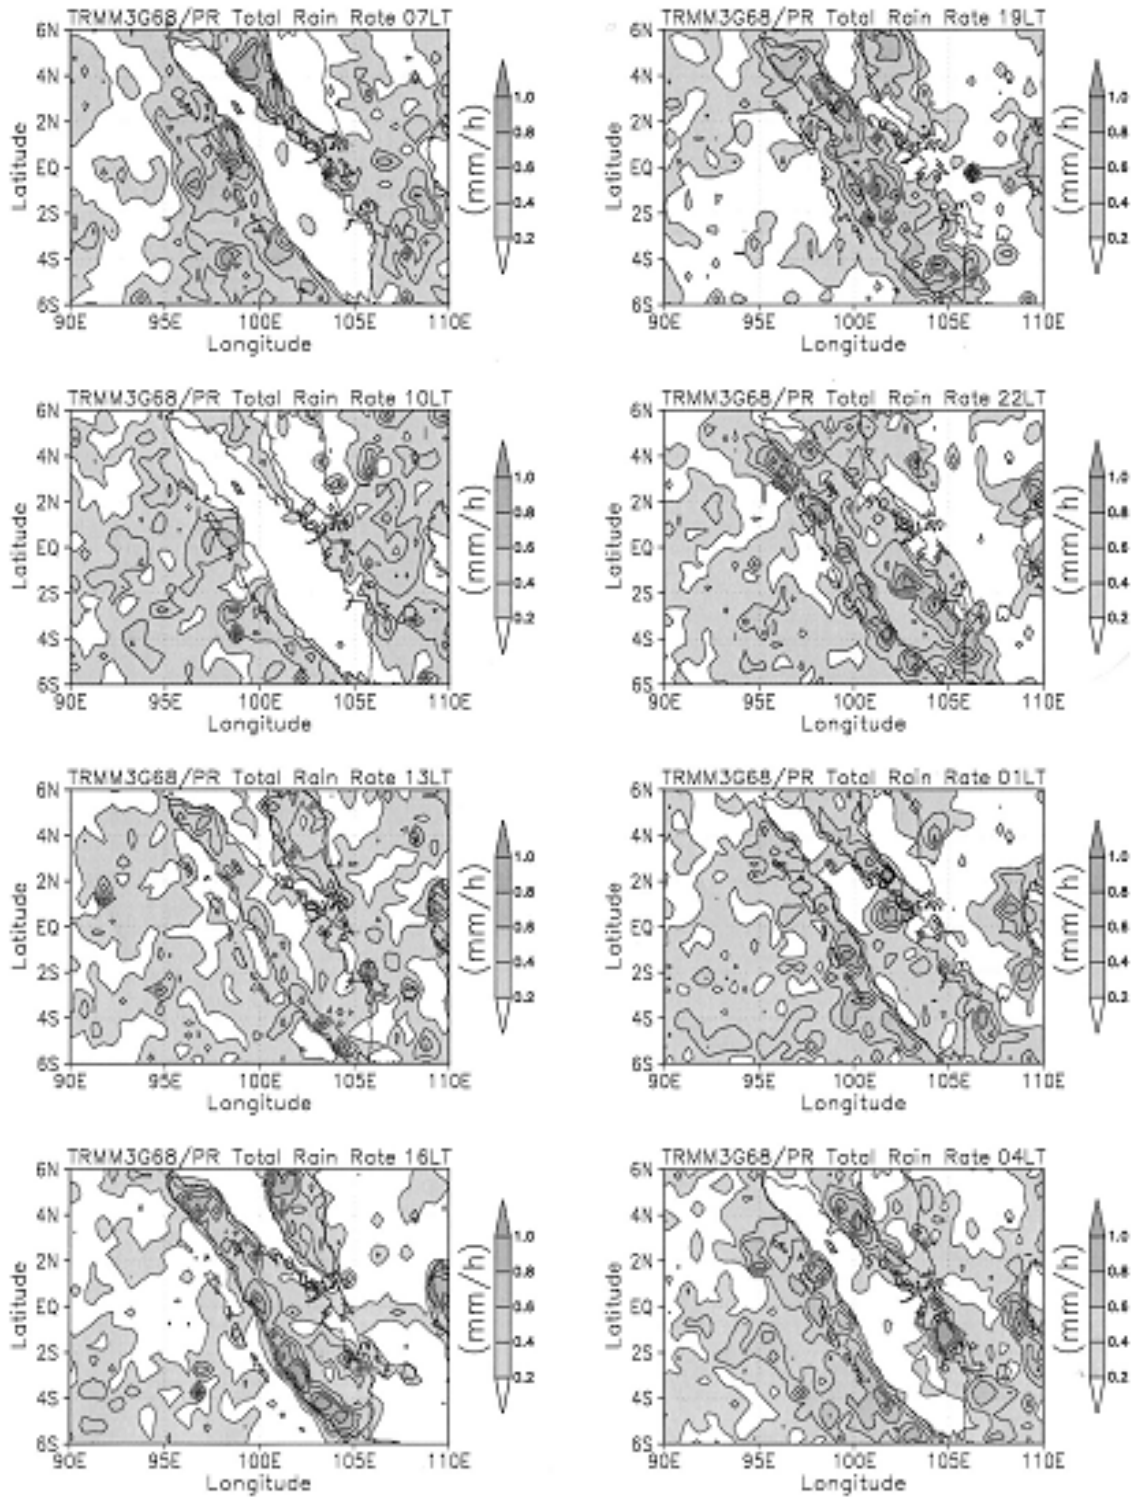 TRMM3G68/PR Total Rain Rate 07LT
6N
4N
2N
EQ
2S
4S
6S
90E 95E 100E 105E 110E
Latitude
Longitude
1.0
0.8
0.6
0.4
0.2
(mm/h)
TRMM3G68/PR Total Rain Rate 19LT
6N
4N
2N
EQ
2S
4S
6S
90E 95E 100E 105E 110E
Latitude
Longitude
1.0
0.8
0.6
0.4
0.2
(mm/h)
TRMM3G68/PR Total Rain Rate 10LT
6N
4N
2N
EQ
2S
4S
6S
90E 95E 100E 105E 110E
Latitude
Longitude
1.0
0.8
0.6
0.4
0.2
(mm/h)
TRMM3G68/PR Total Rain Rate 22LT
6N
4N
2N
EQ
2S
4S
6S
90E 95E 100E 105E 110E
Latitude
Longitude
1.0
0.8
0.6
0.4
0.2
(mm/h)
TRMM3G68/PR Total Rain Rate 13LT
6N
4N
2N
EQ
2S
4S
6S
90E 95E 100E 105E 110E
Latitude
Longitude
1.0
0.8
0.6
0.4
0.2
(mm/h)
TRMM3G68/PR Total Rain Rate 01LT
6N
4N
2N
EQ
2S
4S
6S
90E 95E 100E 105E 110E
Latitude
Longitude
1.0
0.8
0.6
0.4
0.2
(mm/h)
TRMM3G68/PR Total Rain Rate 16LT
6N
4N
2N
EQ
2S
4S
6S
90E 95E 100E 105E 110E
Latitude
Longitude
1.0
0.8
0.6
0.4
0.2
(mm/h)
TRMM3G68/PR Total Rain Rate 04LT
6N
4N
2N
EQ
2S
4S
6S
90E 95E 100E 105E 110E
Latitude
Longitude
1.0
0.8
0.6
0.4
0.2
(mm/h)